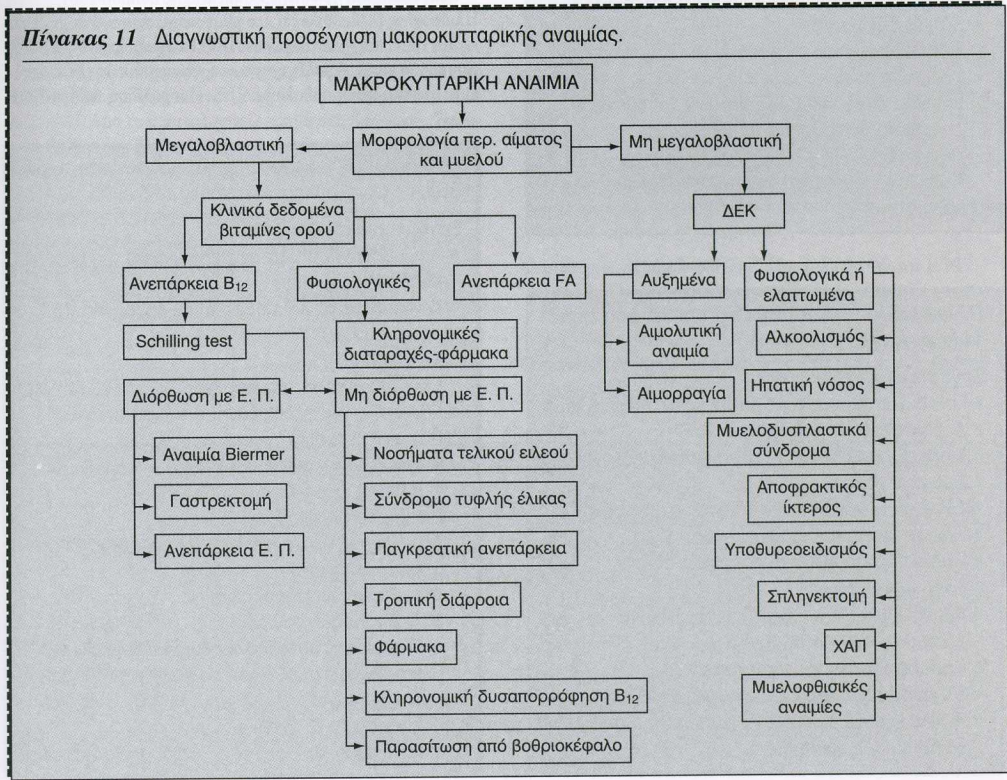 Πίνακας 11 Διαγνωστική προσέγγιση μακροκυτταρικής αναιμίας.
ΜΑΚΡΟΚΥΤΤΑΡΙΚΗ ΑΝΑΙΜΙΑ
Μεγαλοβλαστική
Μορφολογία περ. αίματος
και μυελού
Μη μεγαλοβλαστική
Κλινικά δεδομένα
βιταμίνες ορού
ΔΕΚ
Ανεπάρκεια B12
Φυσιολογικές
Ανεπάρκεια FA
Αυξημένα
Φυσιολογικά ή
ελαττωμένα
Schilling test
Κληρονομικές
διαταραχές-φάρμακα
Αιμολυτική
αναιμία
Αιμορραγία
Αλκοολισμός
Ηπατική νόσος
Μυελοδυσπλαστικά
σύνδρομα
Αποφρακτικός
ίκτερος
Υποθυρεοειδισμός
Σπληνεκτομή
ΧΑΠ
Μυελοφθισικές
αναιμίες
Διόρθωση με Ε. Π.
Μη διόρθωση με Ε. Π.
Αναιμία Biermer
Γαστρεκτομή
Ανεπάρκεια Ε. Π.
Νοσήματα τελικού ειλεού
Σύνδρομο τυφλής έλικας
Παγκρεατική ανεπάρκεια
Τροπική διάρροια
Φάρμακα
Κληρονομική δυσαπορρόφηση B12
Παρασίτωση από βοθριοκέφαλο